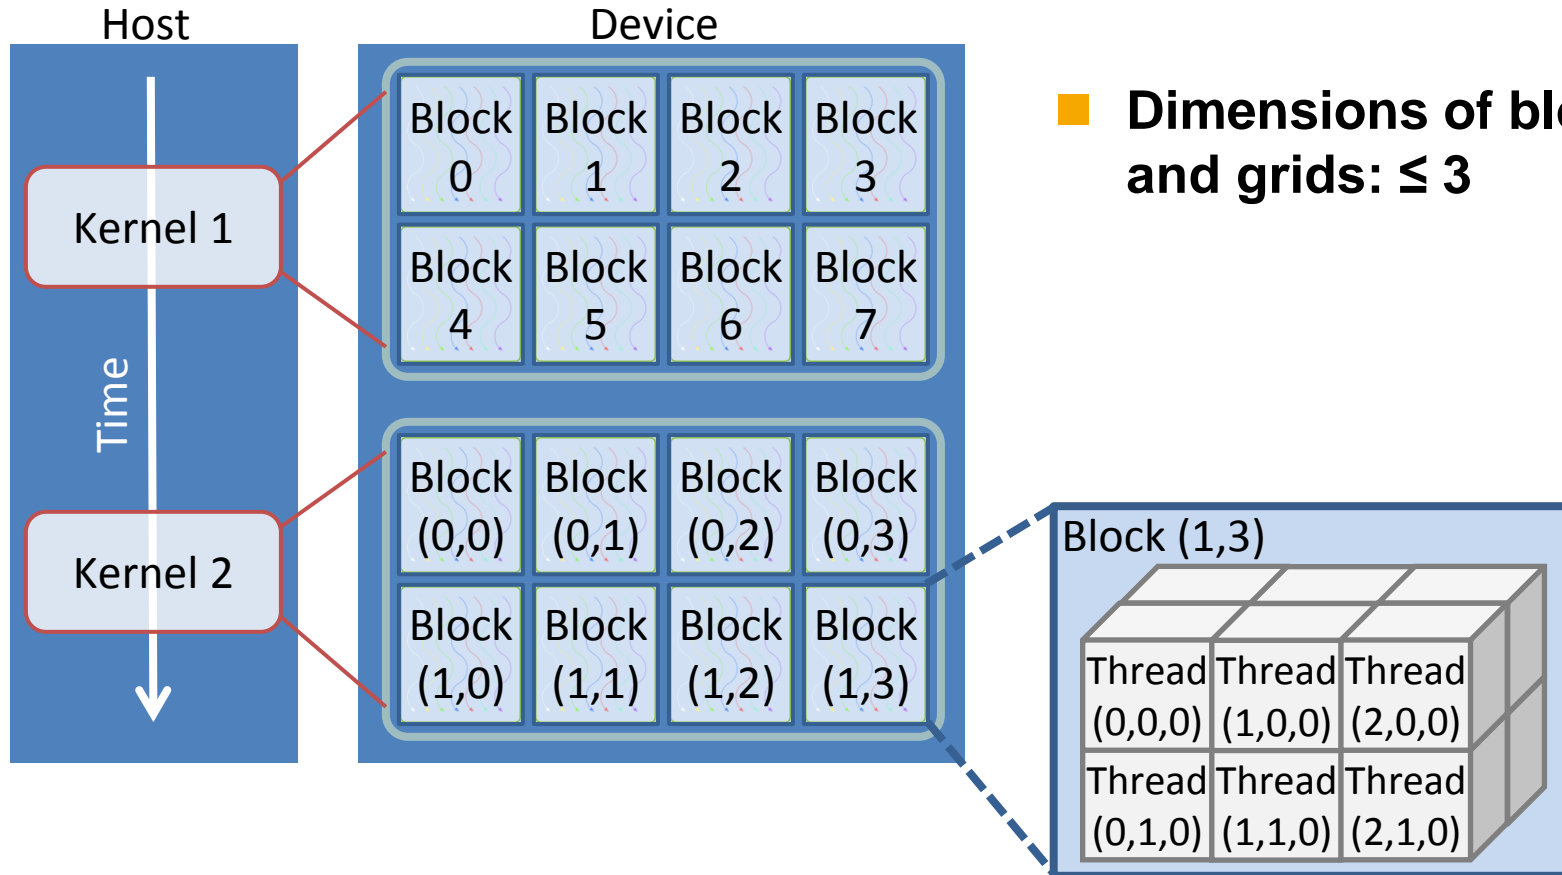 Host
Device
Kernel 1
Time
Kernel 2
Block
0
Block
1
Block
2
Block
3
Block
4
Block
5
Block
6
Block
7
Block
(0,0)
Block
(0,1)
Block
(0,2)
Block
(0,3)
Block
(1,0)
Block
(1,1)
Block
(1,2)
Block
(1,3)
Dimensions of
and grids: ≤ 3
Block (1,3)
Thread
(0,0,0)
Thread
(1,0,0)
Thread
(2,0,0)
Thread
(0,1,0)
Thread
(1,1,0)
Thread
(2,1,0)